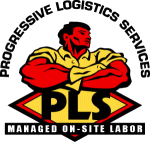 PROGRESSIVE LOGISTICS SERVICES
PLS
MANAGED ON-SITE LABOR